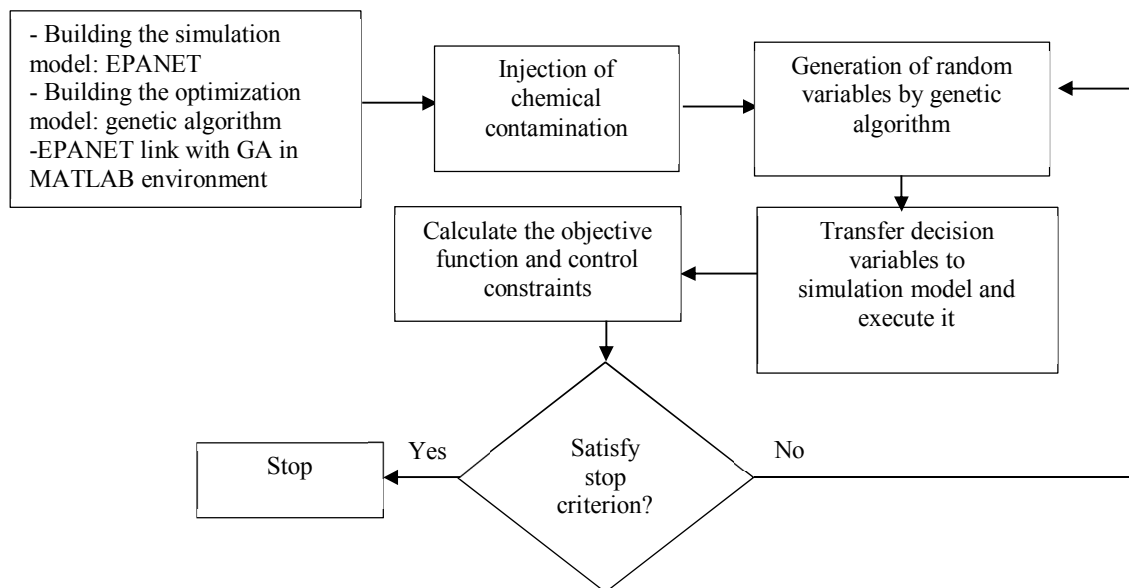 - Building the simulation
model: EPANET
- Building the optimization
model: genetic algorithm
-EPANET link with GA in
MATLAB environment
Injection of
chemical
contamination
Generation of random
variables by genetic
algorithm
Transfer decision
variables to
simulation model and
execute it
Calculate the objective
function and control
constraints
Satisfy
stop
criterion?
Yes
No
Stop